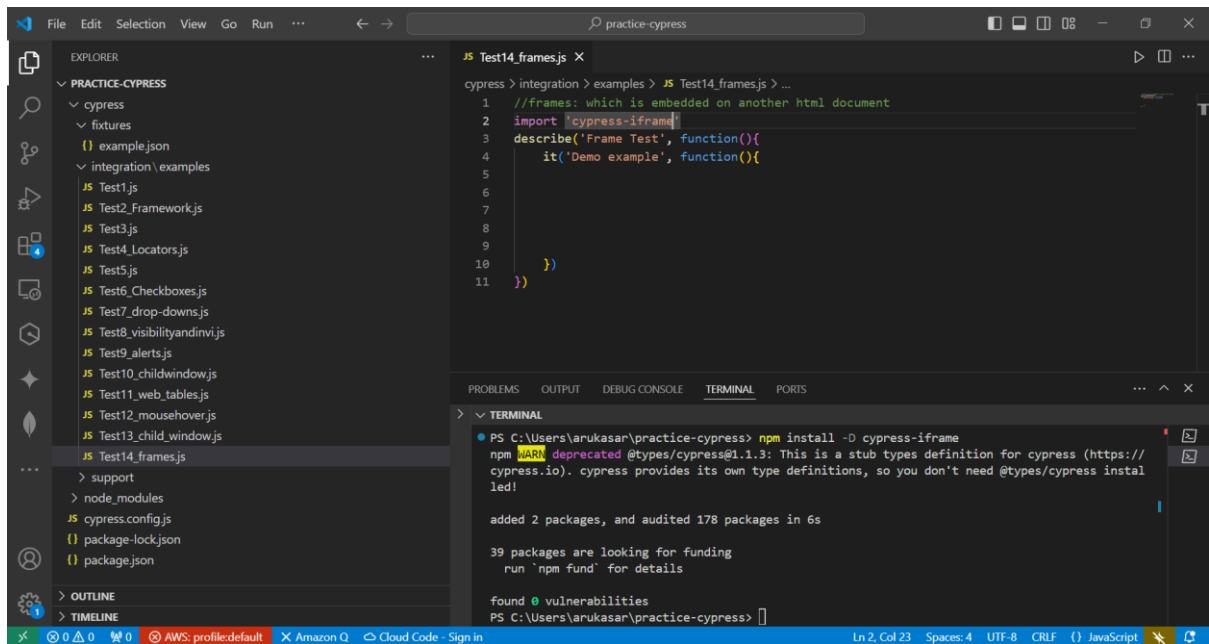 File Edit Selection View Go Run ··· ← → practice-cypress
EXPLORER ···
PRACTICE-CYPRESS
cypress
fixtures
{} example.json
integration\examples
JS Test1.js
JS Test2_Framework.js
JS Test3.js
JS Test4_Locators.js
JS Test5.js
JS Test6_Checkboxes.js
JS Test7_drop-downs.js
JS Test8_visibilityandinvi.js
JS Test9_alerts.js
JS Test10_childwindow.js
JS Test11_web_tables.js
JS Test12_mousehover.js
JS Test13_child_window.js
JS Test14_frames.js
support
node_modules
JS cypress.config.js
{} package-lock.json
{} package.json
OUTLINE
TIMELINE
4
1
JS Test14_frames.js
cypress > integration > examples > JS Test14_frames.js > ...
1 //frames: which is embedded on another html document
2 import 'cypress-iframe'
3 describe('Frame Test', function(){
4 it('Demo example', function(){
5
6
7
8
9
10 })
11 })
PROBLEMS OUTPUT DEBUG CONSOLE TERMINAL PORTS
TERMINAL
PS C:\Users\arukasar\practice-cypress> npm install -D cypress-iframe
npm WARN deprecated @types/cypress@1.1.3: This is a stub types definition for cypress (https://
cypress.io). cypress provides its own type definitions, so you don't need @types/cypress instal
led!
added 2 packages, and audited 178 packages in 6s
39 packages are looking for funding
run `npm fund` for details
found 0 vulnerabilities
PS C:\Users\arukasar\practice-cypress>
0 0 0 AWS: profile:default Amazon Q Cloud Code - Sign in Ln 2, Col 23 Spaces: 4 UTF-8 CRLF {} JavaScript